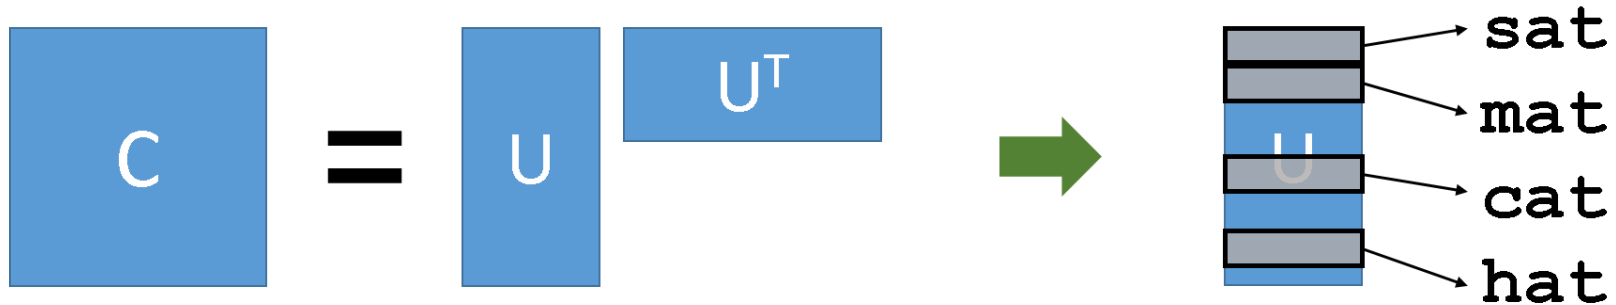 C = U U^T
U
sat
mat
cat
hat